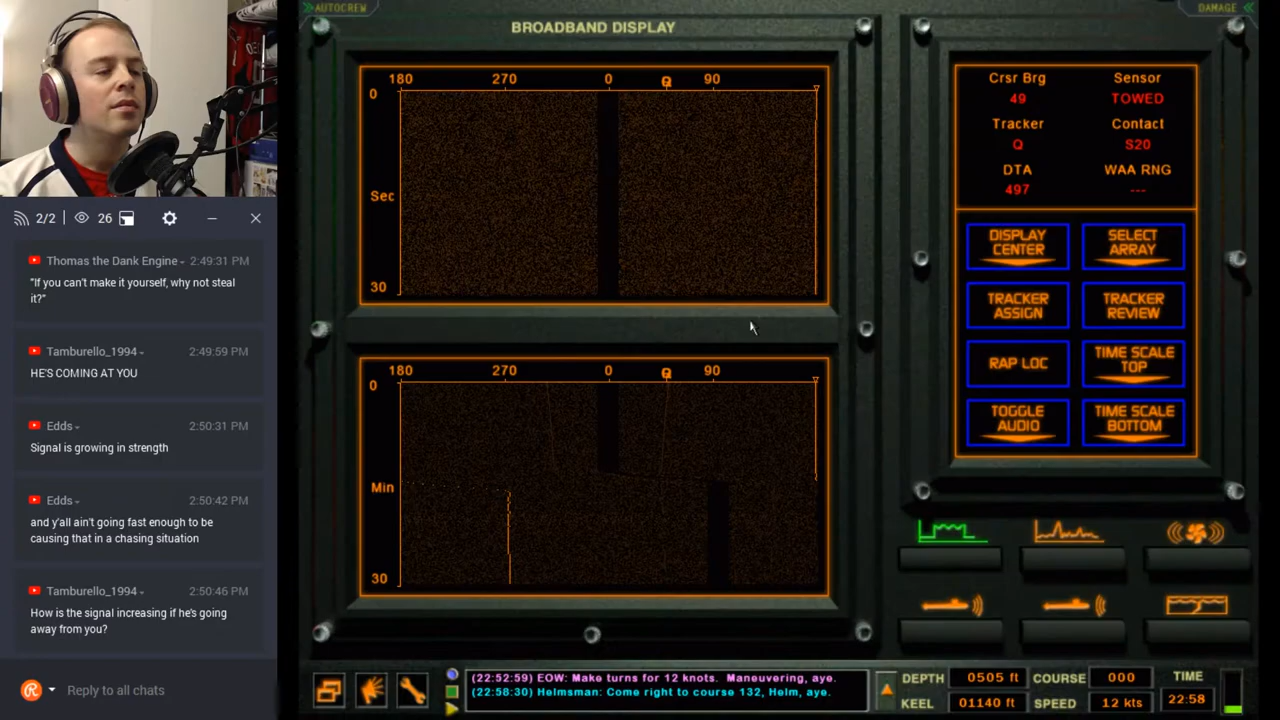 AUTOCREW
DAMAGE
BROADBAND DISPLAY
180 270 0 90
0
Sec
30
180 270 0 90
0
Min
30
Crsr Brg Sensor
49 TOWED
Tracker Contact
Q S20
DTA WAA RNG
497 ---
DISPLAY CENTER
SELECT ARRAY
TRACKER ASSIGN
TRACKER REVIEW
RAP LOC
TIME SCALE TOP
TOGGLE AUDIO
TIME SCALE BOTTOM
2/2 26
Thomas the Dank Engine 2:49:31 PM
"If you can't make it yourself, why not steal
it?"
Tamburello_1994 2:49:59 PM
HE'S COMING AT YOU
Edds 2:50:31 PM
Signal is growing in strength
Edds 2:50:42 PM
and y'all ain't going fast enough to be
causing that in a chasing situation
Tamburello_1994 2:50:46 PM
How is the signal increasing if he's going
away from you?
Reply to all chats
(22:52:59) EOW: Make turns for 12 knots. Maneuvering, aye.
(22:58:30) Helmsman: Come right to course 132, Helm, aye.
DEPTH 0505 ft COURSE 000 TIME
KEEL 01140 ft SPEED 12 kts 22:58